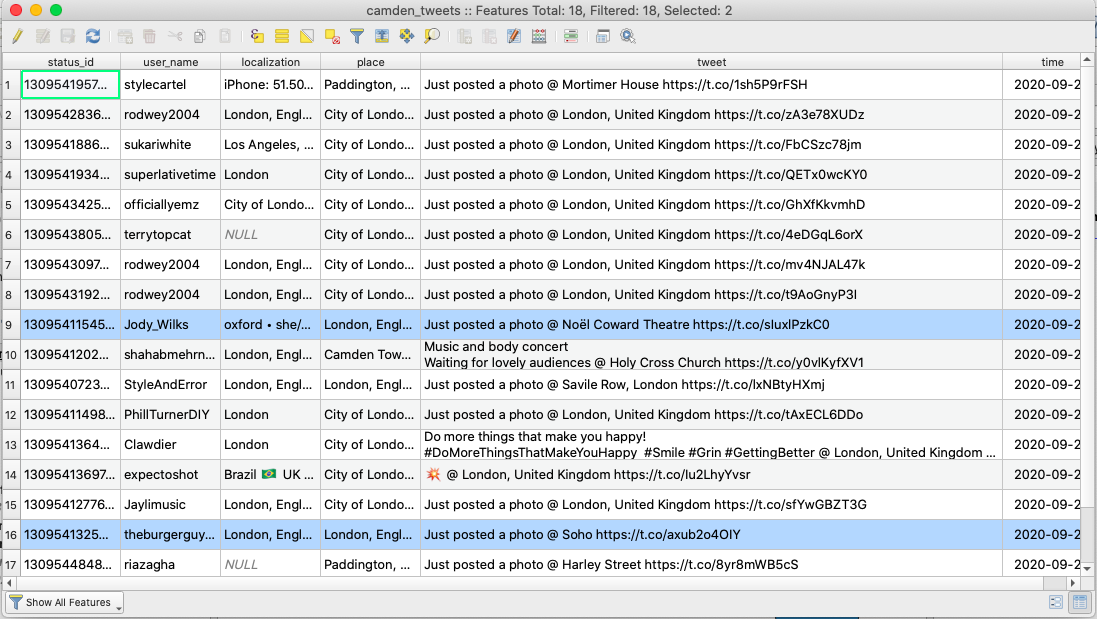 camden_tweets :: Features Total: 18, Filtered: 18, Selected: 2
status_id user_name localization place tweet time
1 1309541957... stylecartel iPhone: 51.50... Paddington, ... Just posted a photo @ Mortimer House https://t.co/1sh5P9rFSH 2020-09-2
2 1309542836... rodwey2004 London, Engl... City of Londo... Just posted a photo @ London, United Kingdom https://t.co/zA3e78XUDz 2020-09-2
3 1309541886... sukariwhite Los Angeles, ... City of Londo... Just posted a photo @ London, United Kingdom https://t.co/FbCSzc78jm 2020-09-2
4 1309541934... superlativetime London City of Londo... Just posted a photo @ London, United Kingdom https://t.co/QETx0wcKY0 2020-09-2
5 1309543425... officiallyemz City of Londo... City of Londo... Just posted a photo @ London, United Kingdom https://t.co/GhXfKkvmhD 2020-09-2
6 1309543805... terrytopcat NULL City of Londo... Just posted a photo @ London, United Kingdom https://t.co/4eDGqL6orX 2020-09-2
7 1309543097... rodwey2004 London, Engl... City of Londo... Just posted a photo @ London, United Kingdom https://t.co/mv4NJAL47k 2020-09-2
8 1309543192... rodwey2004 London, Engl... City of Londo... Just posted a photo @ London, United Kingdom https://t.co/t9AoGnyP3I 2020-09-2
9 13095411545... Jody_Wilks oxford • she/... London, Engl... Just posted a photo @ Noël Coward Theatre https://t.co/sIuxlPzkC0 2020-09-2
10 1309541202... shahabmehrn... London, Engl... Camden Tow... Music and body concert
Waiting for lovely audiences @ Holy Cross Church https://t.co/y0vlKyfXV1 2020-09-2
11 1309540723... StyleAndError London, Engl... London, Engl... Just posted a photo @ Savile Row, London https://t.co/lxNBtyHXmj 2020-09-2
12 13095411498... PhillTurnerDIY London City of Londo... Just posted a photo @ London, United Kingdom https://t.co/tAxECL6DDo 2020-09-2
13 1309541364... Clawdier London City of Londo... Do more things that make you happy!
#DoMoreThingsThatMakeYouHappy #Smile #Grin #GettingBetter @ London, United Kingdom ... 2020-09-2
14 13095413697... expectoshot Brazil 🇧🇷 UK ... City of Londo... 💥 @ London, United Kingdom https://t.co/Iu2LhyYvsr 2020-09-2
15 13095412776... Jaylimusic London, Engl... City of Londo... Just posted a photo @ London, United Kingdom https://t.co/sfYwGBZT3G 2020-09-2
16 1309541325... theburgerguy... London, Engl... London, Engl... Just posted a photo @ Soho https://t.co/axub2o4OIY 2020-09-2
17 1309544848... riazagha NULL Paddington, ... Just posted a photo @ Harley Street https://t.co/8yr8mWB5cS 2020-09-2
Show All Features